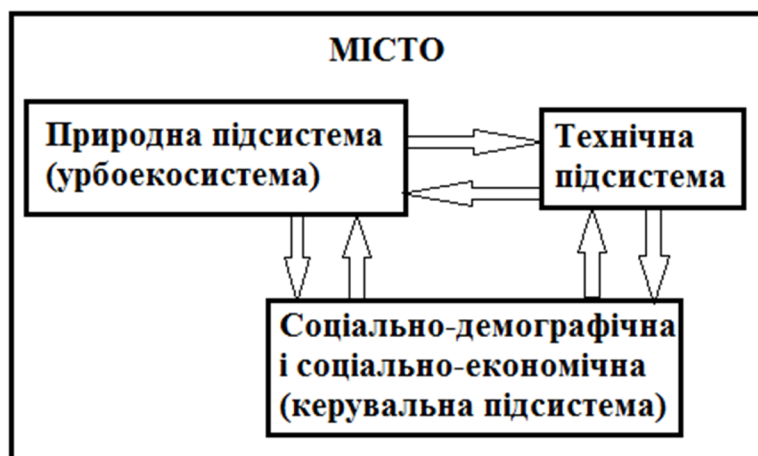 МІСТО
Природна підсистема
(урбоекосистема)
Технічна
підсистема
Соціально-демографічна
і соціально-економічна
(керувальна підсистема)